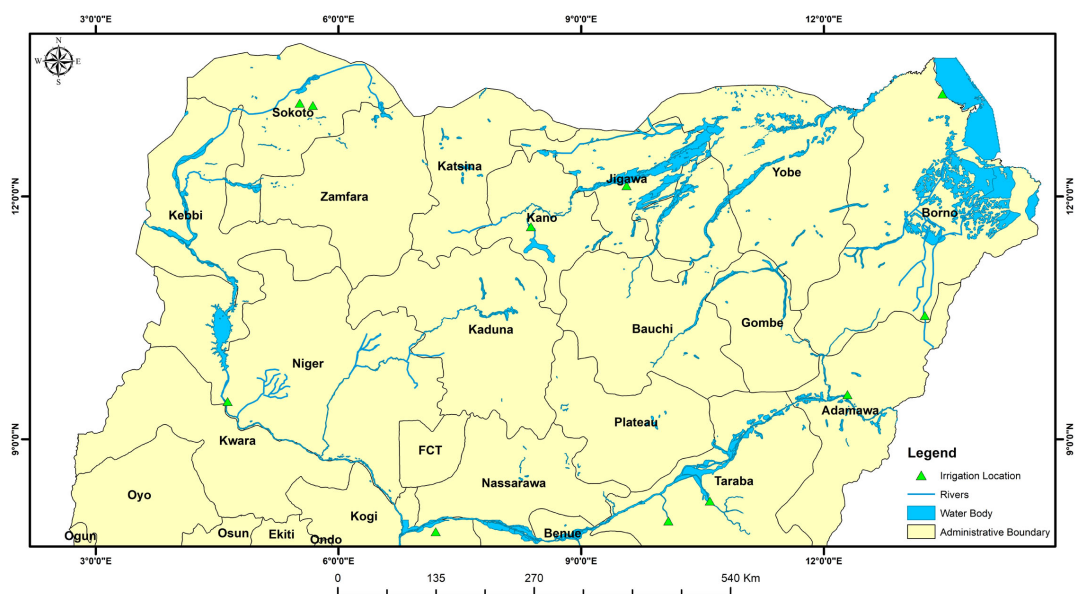 3°0'0"E 6°0'0"E 9°0'0"E 12°0'0"E
N
W E
S
Sokoto
Katsina
Jigawa
Yobe
12°0'0"N
12°0'0"N
Zamfara
Kebbi
Kano
Borno
Kaduna
Bauchi
Gombe
Niger
Adamawa
Plateau
9°0'0"N
9°0'0"N
Kwara
FCT
Nassarawa
Taraba
Oyo
Kogi
Ogun
Osun
Ekiti
Ondo
Benue
Legend
Irrigation Location
Rivers
Water Body
Administrative Boundary
3°0'0"E 6°0'0"E 9°0'0"E 12°0'0"E
0 135 270 540 Km